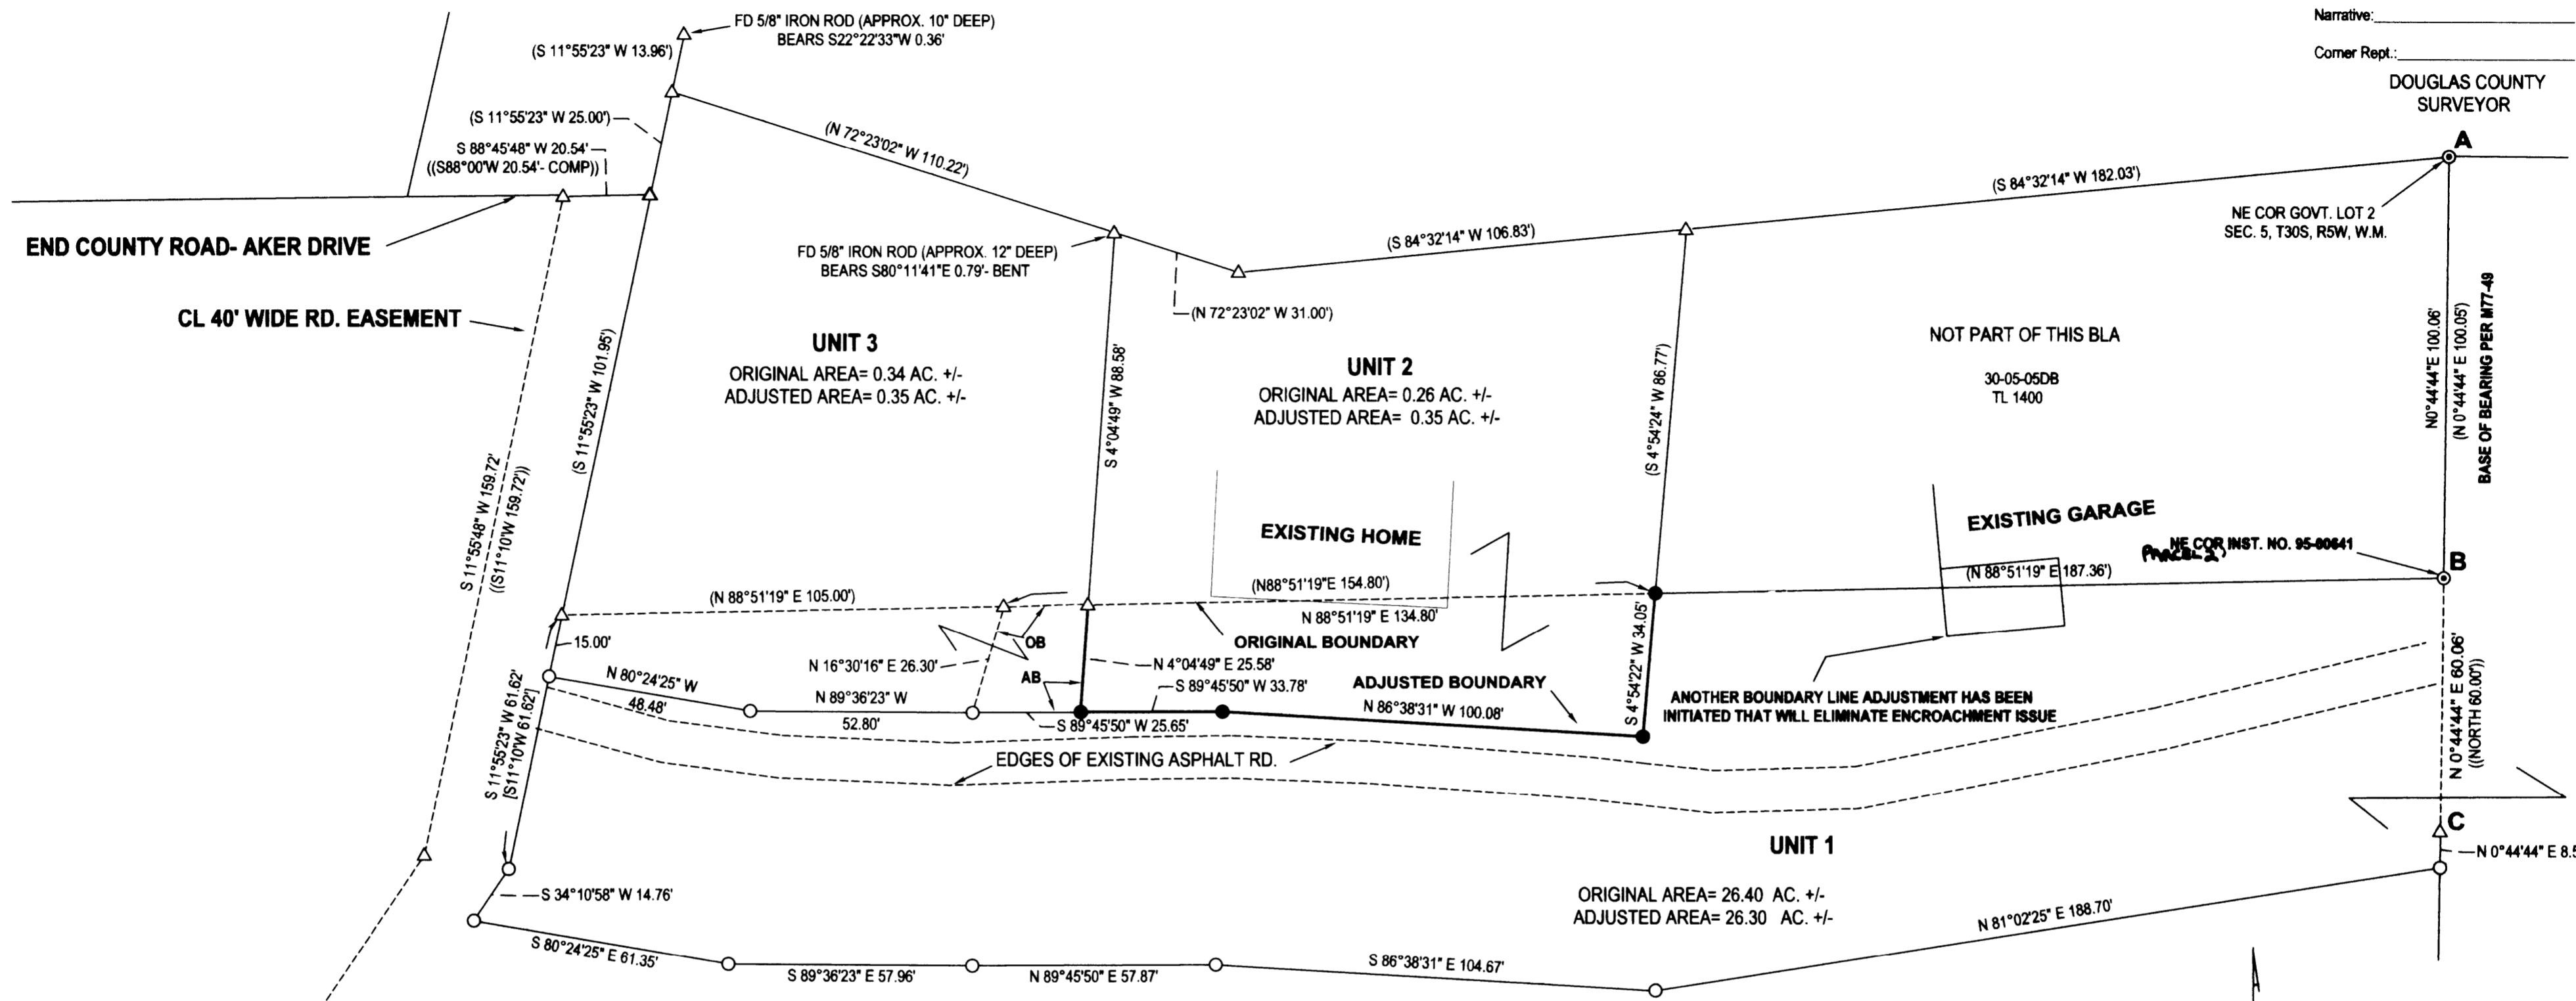 Narrative:
Corner Rept.:
DOUGLAS COUNTY
SURVEYOR
FD 5/8" IRON ROD (APPROX. 10" DEEP)
BEARS S22°22'33"W 0.36'
(S 11°55'23" W 13.96')
(S 11°55'23" W 25.00')
S 88°45'48" W 20.54'
((S88°00'W 20.54'- COMP))
(N 72°23'02" W 110.22')
A
(S 84°32'14" W 182.03')
NE COR GOVT. LOT 2
SEC. 5, T30S, R5W, W.M.
END COUNTY ROAD- AKER DRIVE
FD 5/8" IRON ROD (APPROX. 12" DEEP)
BEARS S80°11'41"E 0.79'- BENT
(S 84°32'14" W 106.83')
CL 40' WIDE RD. EASEMENT
(N 72°23'02" W 31.00')
UNIT 3
ORIGINAL AREA= 0.34 AC. +/-
ADJUSTED AREA= 0.35 AC. +/-
UNIT 2
ORIGINAL AREA= 0.26 AC. +/-
ADJUSTED AREA= 0.35 AC. +/-
NOT PART OF THIS BLA
30-05-05DB
TL 1400
N0°44'44"E 100.06'
(N 0°44'44" E 100.05')
BASE OF BEARING PER M77-49
(S 11°55'23" W 101.95')
S 4°04'49" W 88.58'
(S 4°54'24" W 86.77')
S 11°55'48" W 159.72'
((S11°10'W 159.72'))
EXISTING HOME
EXISTING GARAGE
NE COR INST. NO. 95-00641
PARCEL 2,
B
(N 88°51'19" E 105.00')
(N88°51'19"E 154.80')
(N 88°51'19" E 187.36')
N 88°51'19" E 134.80'
ORIGINAL BOUNDARY
15.00'
OB
N 16°30'16" E 26.30'
N 4°04'49" E 25.58'
AB
S 89°45'50" W 33.78'
ADJUSTED BOUNDARY
S 4°54'22" W 34.05'
N 80°24'25" W
48.48'
N 89°36'23" W
52.80'
S 89°45'50" W 25.65'
N 86°38'31" W 100.08'
ANOTHER BOUNDARY LINE ADJUSTMENT HAS BEEN
INITIATED THAT WILL ELIMINATE ENCROACHMENT ISSUE
N 0°44'44" E 60.06'
((NORTH 60.00'))
S 11°55'23" W 61.62'
[S11°10'W 61.62']
EDGES OF EXISTING ASPHALT RD.
C
N 0°44'44" E 8.5
UNIT 1
ORIGINAL AREA= 26.40 AC. +/-
ADJUSTED AREA= 26.30 AC. +/-
S 34°10'58" W 14.76'
N 81°02'25" E 188.70'
S 80°24'25" E 61.35'
S 89°36'23" E 57.96'
N 89°45'50" E 57.87'
S 86°38'31" E 104.67'